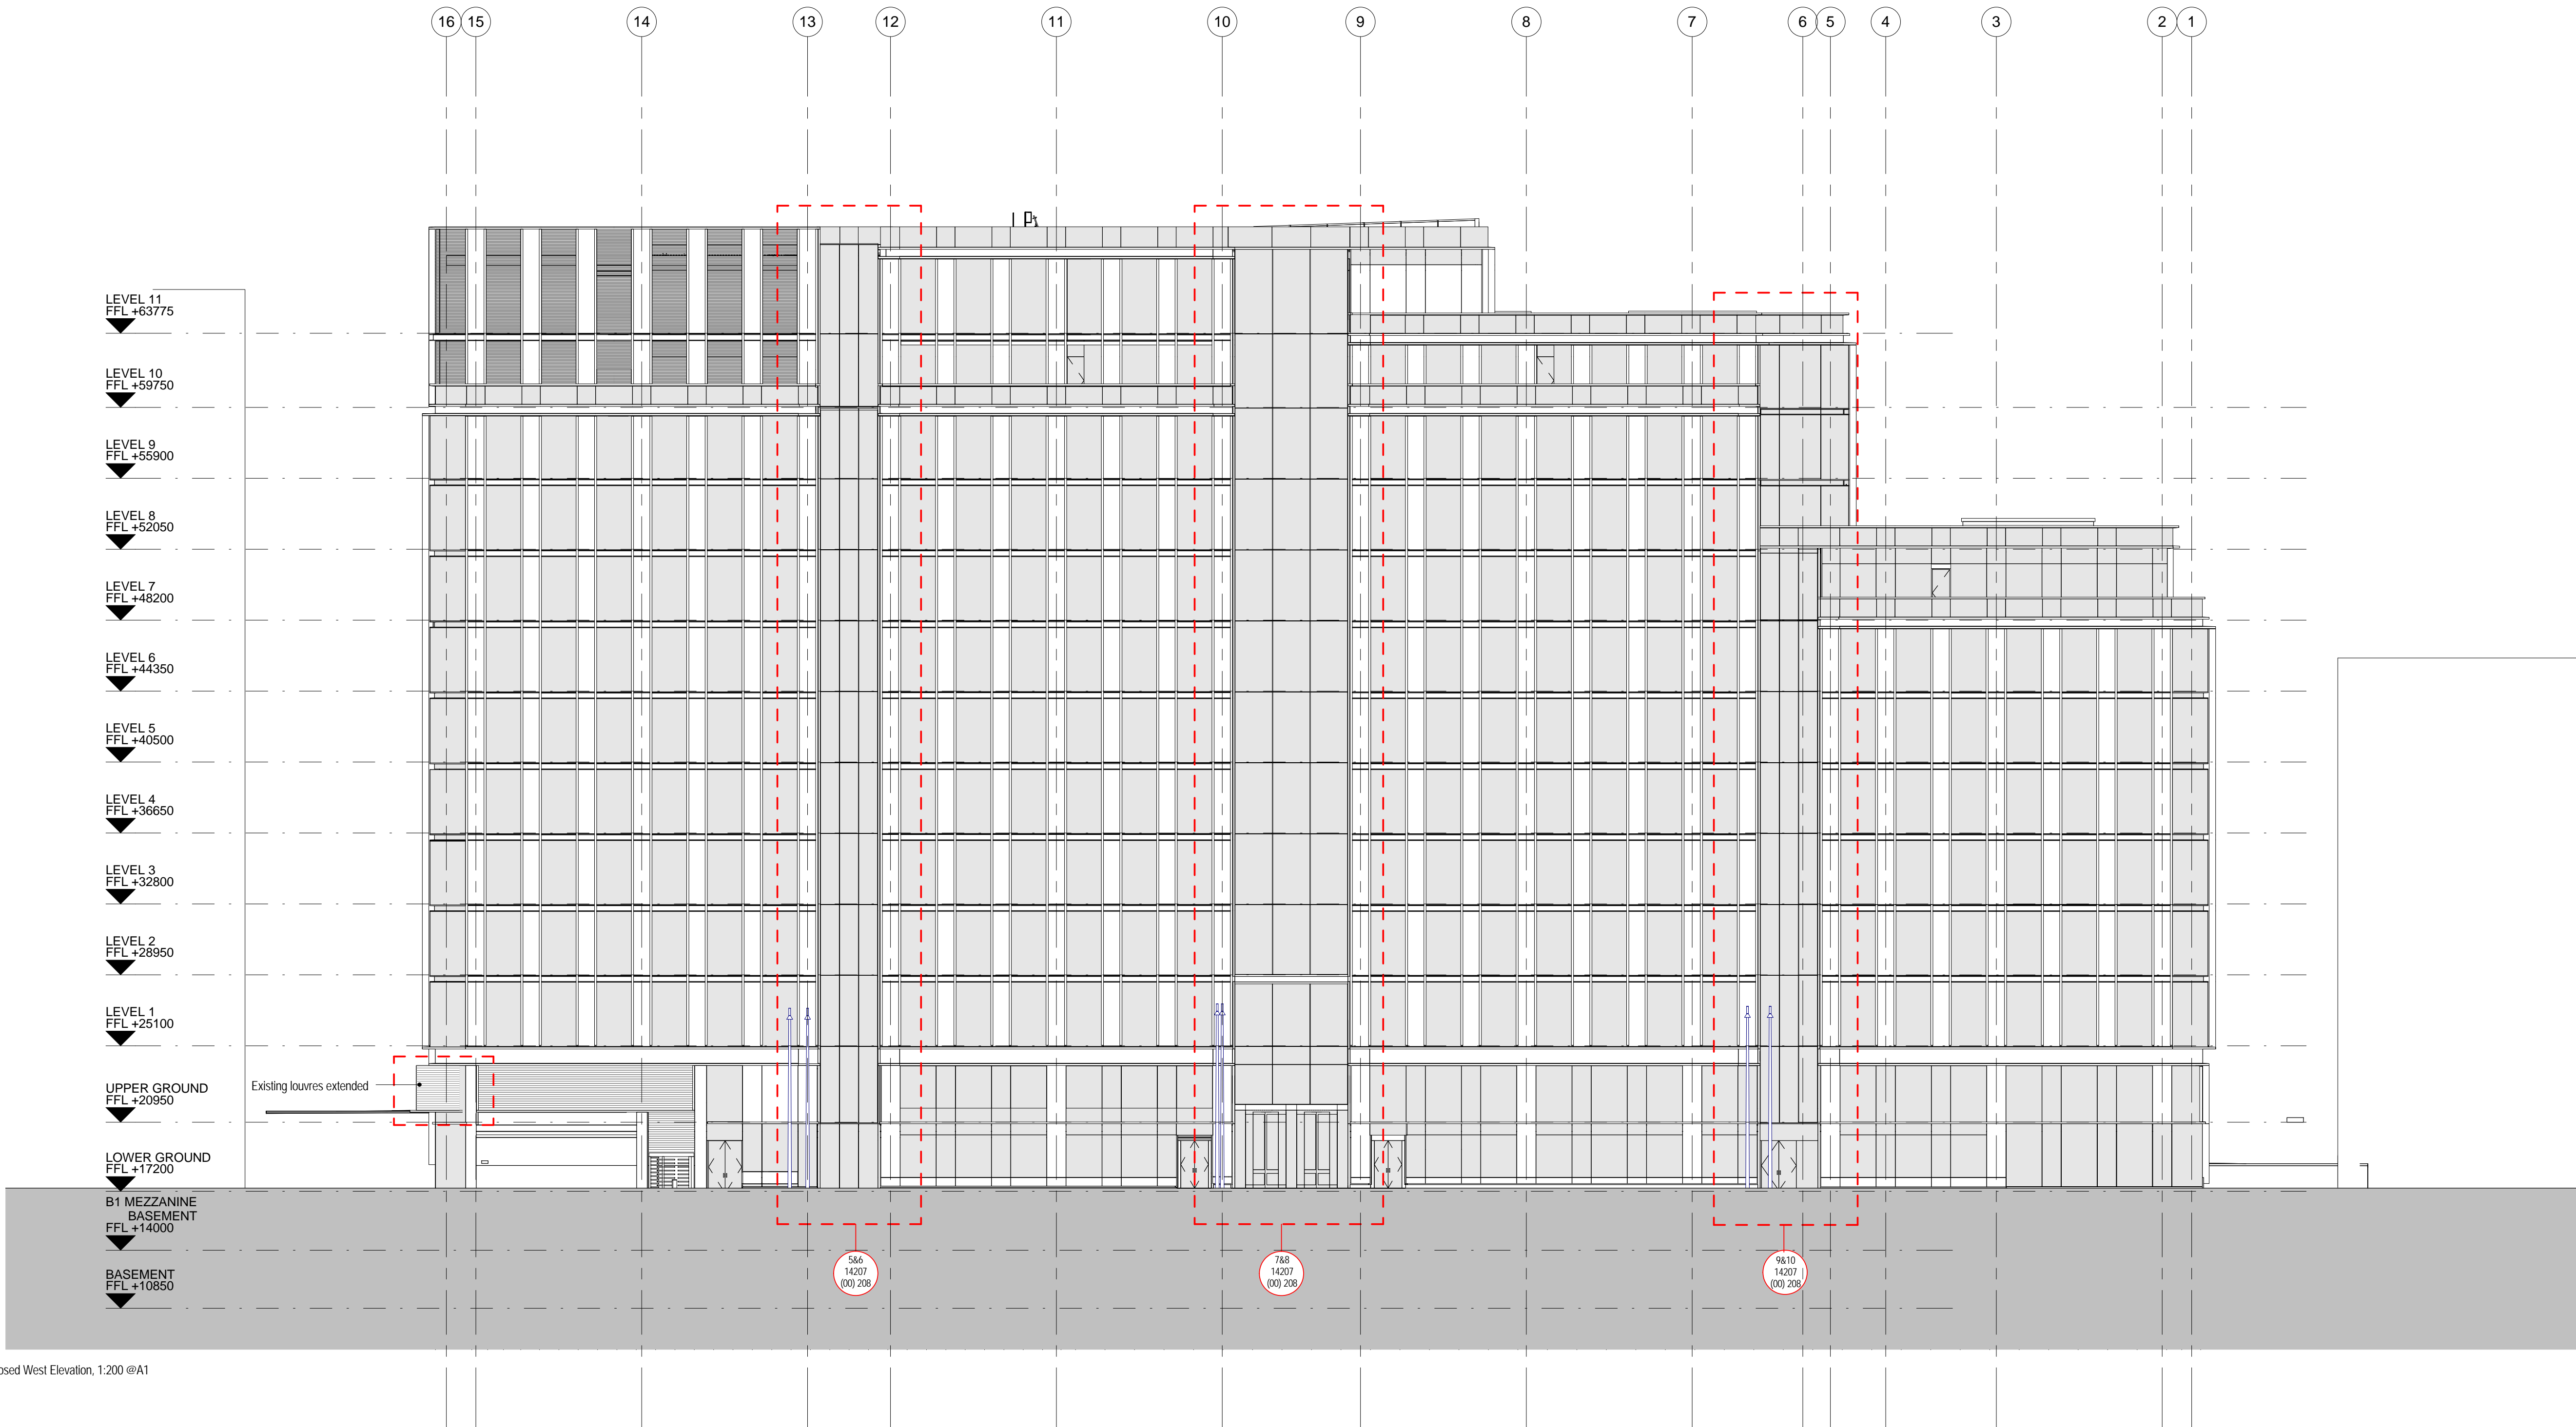 16 15 14 13 12 11 10 9 8 7 6 5 4 3 2 1
LEVEL 11
FFL +63775
LEVEL 10
FFL +59750
LEVEL 9
FFL +55900
LEVEL 8
FFL +52050
LEVEL 7
FFL +48200
LEVEL 6
FFL +44350
LEVEL 5
FFL +40500
LEVEL 4
FFL +36650
LEVEL 3
FFL +32800
LEVEL 2
FFL +28950
LEVEL 1
FFL +25100
Existing louvres extended
UPPER GROUND
FFL +20950
LOWER GROUND
FFL +17200
B1 MEZZANINE
BASEMENT
FFL +14000
BASEMENT
FFL +10850
5&6
14207
(00) 208
7&8
14207
(00) 208
9&10
14207
(00) 208
osed West Elevation, 1:200 @A1